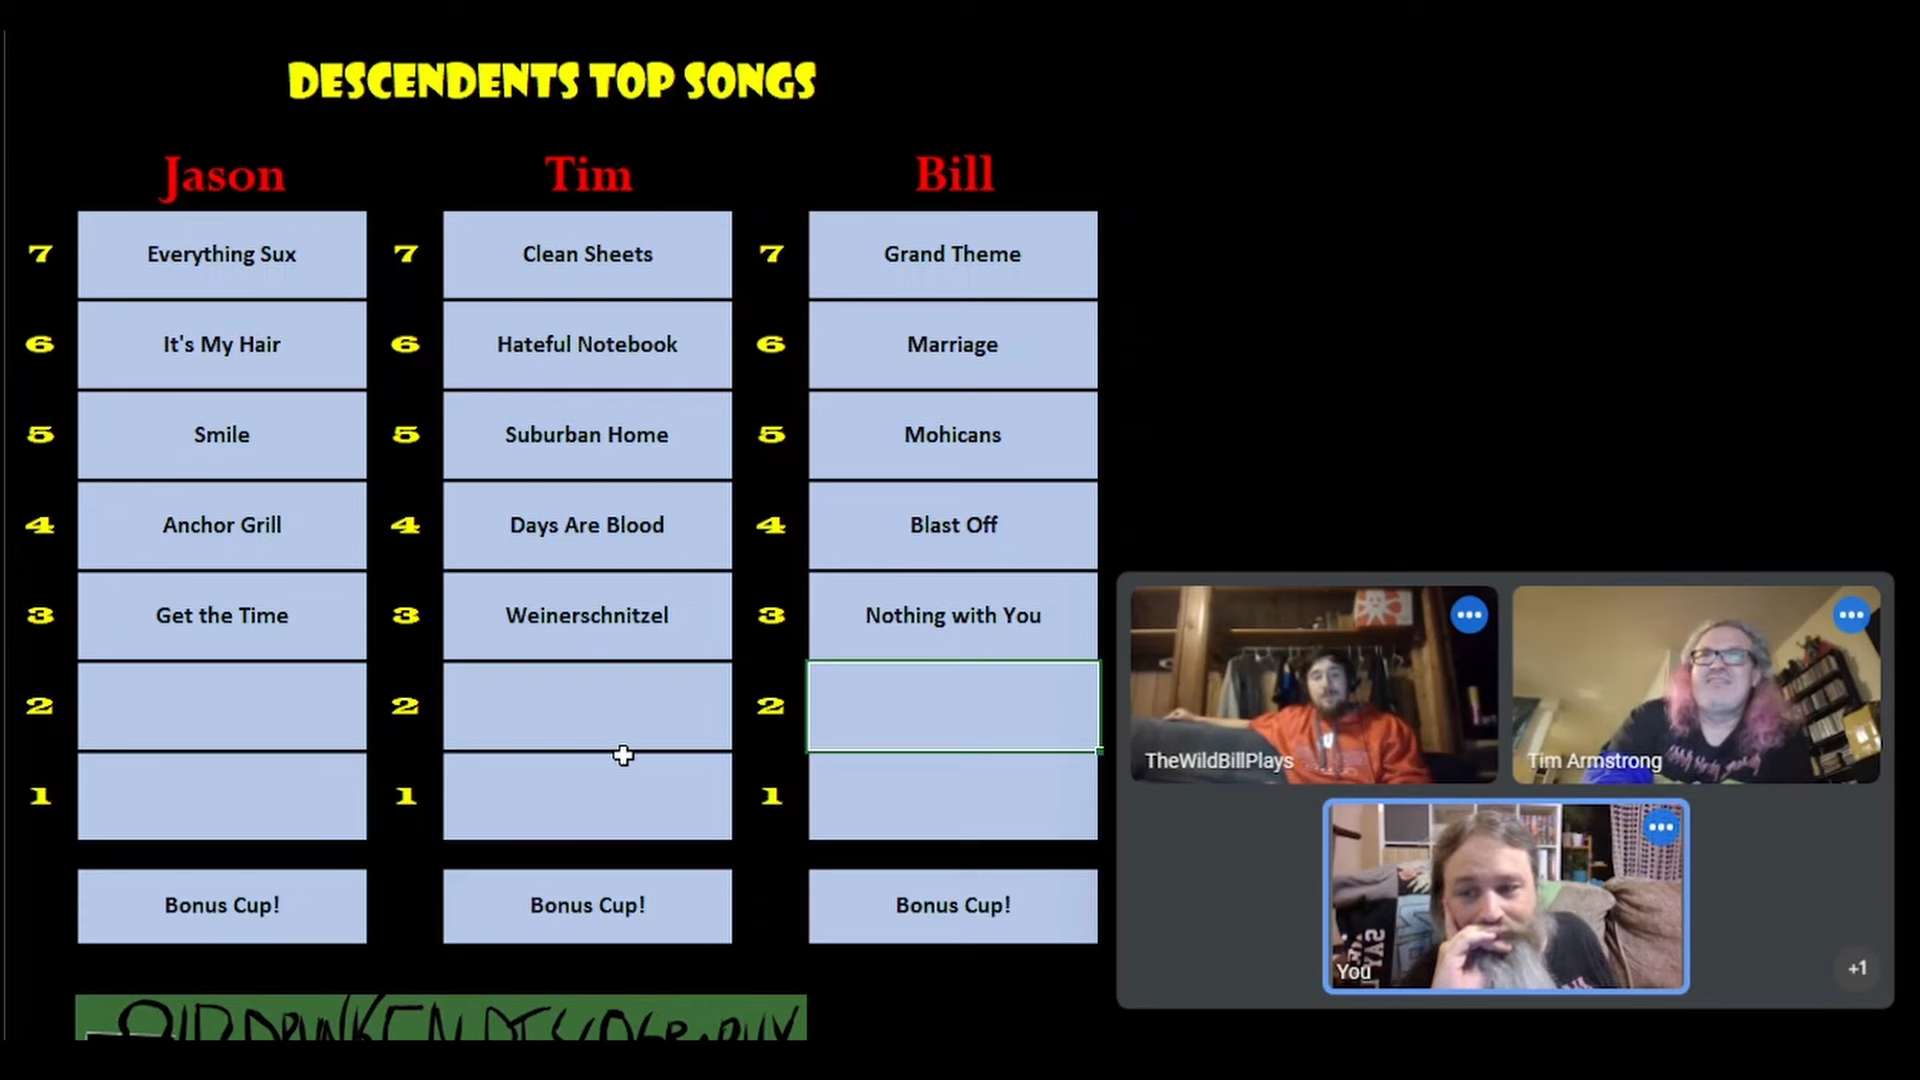 DESCENDENTS TOP SONGS
Jason Tim Bill
7 Everything Sux 7 Clean Sheets 7 Grand Theme
6 It's My Hair 6 Hateful Notebook 6 Marriage
5 Smile 5 Suburban Home 5 Mohicans
4 Anchor Grill 4 Days Are Blood 4 Blast Off
3 Get the Time 3 Weinerschnitzel 3 Nothing with You
2 2 2
1 1 1
Bonus Cup! Bonus Cup! Bonus Cup!
TheWildBillPlays
Tim Armstrong
You
+1